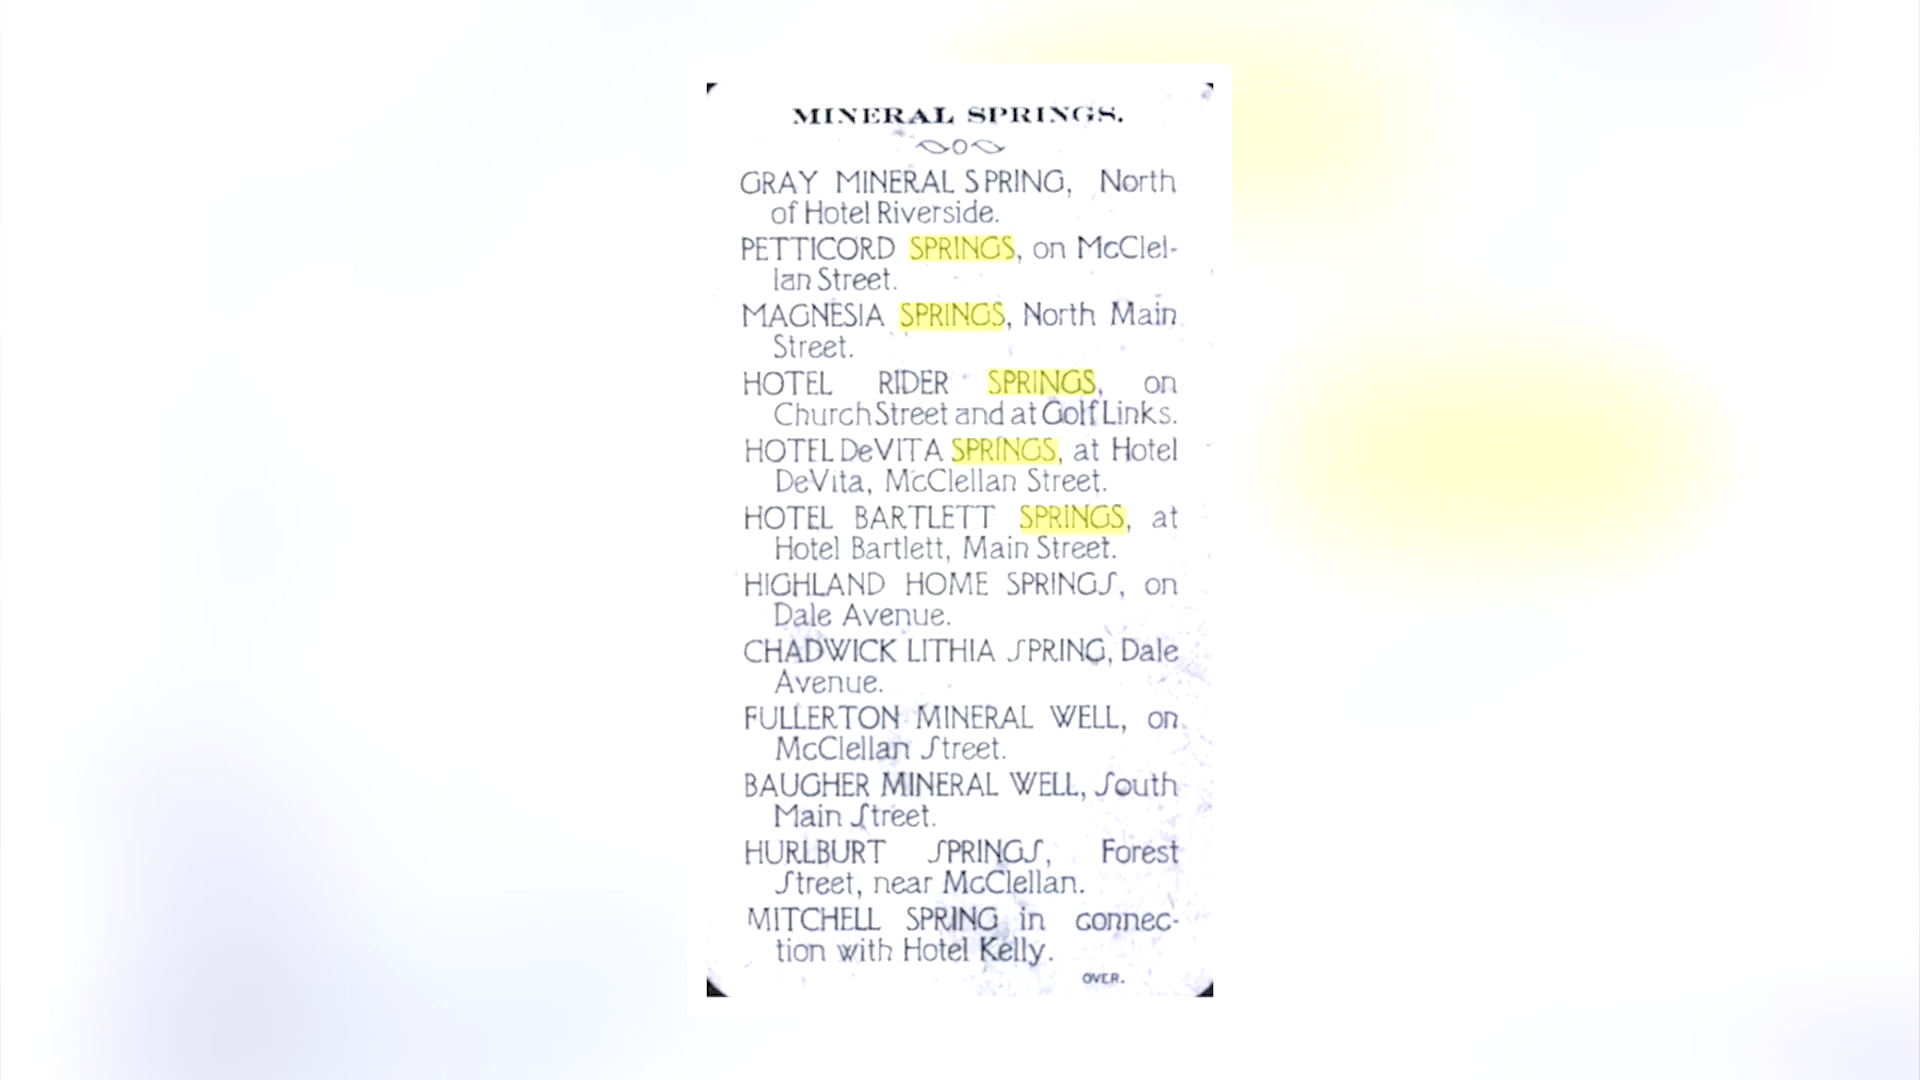 MINERAL SPRINGS.
GRAY MINERAL SPRING, North
of Hotel Riverside.
PETTICORD SPRINGS, on McClel-
lan Street.
MAGNESIA SPRINGS, North Main
Street.
HOTEL RIDER SPRINGS, on
Church Street and at Golf Links.
HOTEL DeVITA SPRINGS, at Hotel
DeVita, McClellan Street.
HOTEL BARTLETT SPRINGS, at
Hotel Bartlett, Main Street.
HIGHLAND HOME SPRINGS, on
Dale Avenue.
CHADWICK LITHIA SPRING, Dale
Avenue.
FULLERTON MINERAL WELL, on
McClellan Street.
BAUGHER MINERAL WELL, South
Main Street.
HURLBURT SPRINGS, Forest
Street, near McClellan.
MITCHELL SPRING in connec-
tion with Hotel Kelly.
OVER.